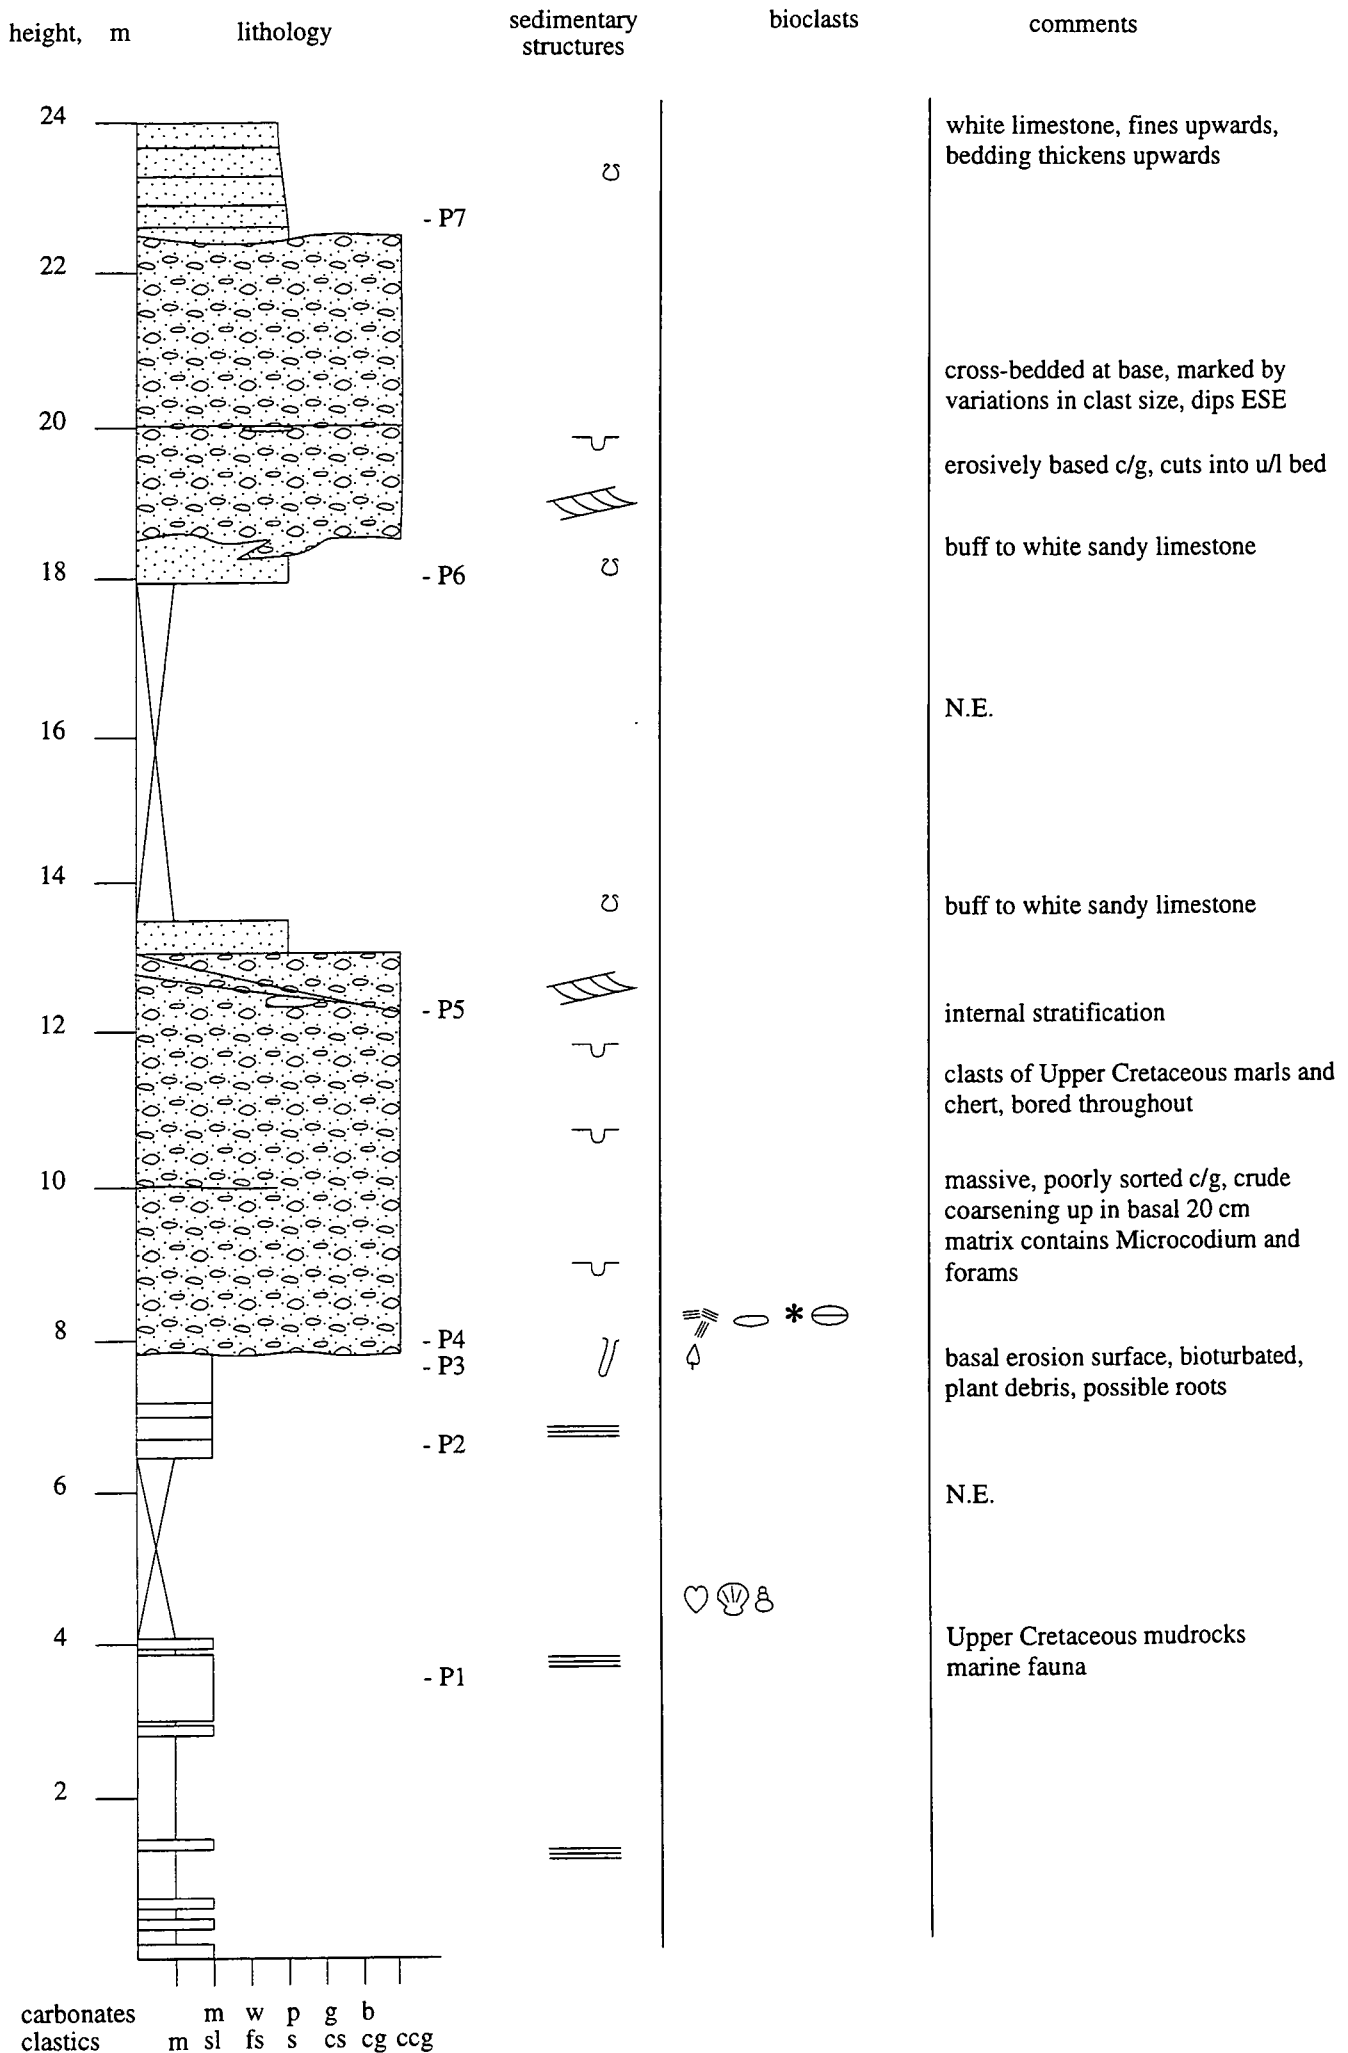 height, m lithology sedimentary structures bioclasts comments
24
white limestone, fines upwards,
bedding thickens upwards
- P7
22
cross-bedded at base, marked by
variations in clast size, dips ESE
20
erosively based c/g, cuts into u/l bed
buff to white sandy limestone
18
- P6
N.E.
16
14
buff to white sandy limestone
- P5
internal stratification
12
clasts of Upper Cretaceous marls and
chert, bored throughout
10
massive, poorly sorted c/g, crude
coarsening up in basal 20 cm
matrix contains Microcodium and
forams
8
- P4
- P3
basal erosion surface, bioturbated,
plant debris, possible roots
- P2
6
N.E.
4
Upper Cretaceous mudrocks
marine fauna
- P1
2
carbonates m w p g b
clastics m sl fs s cs cg ccg